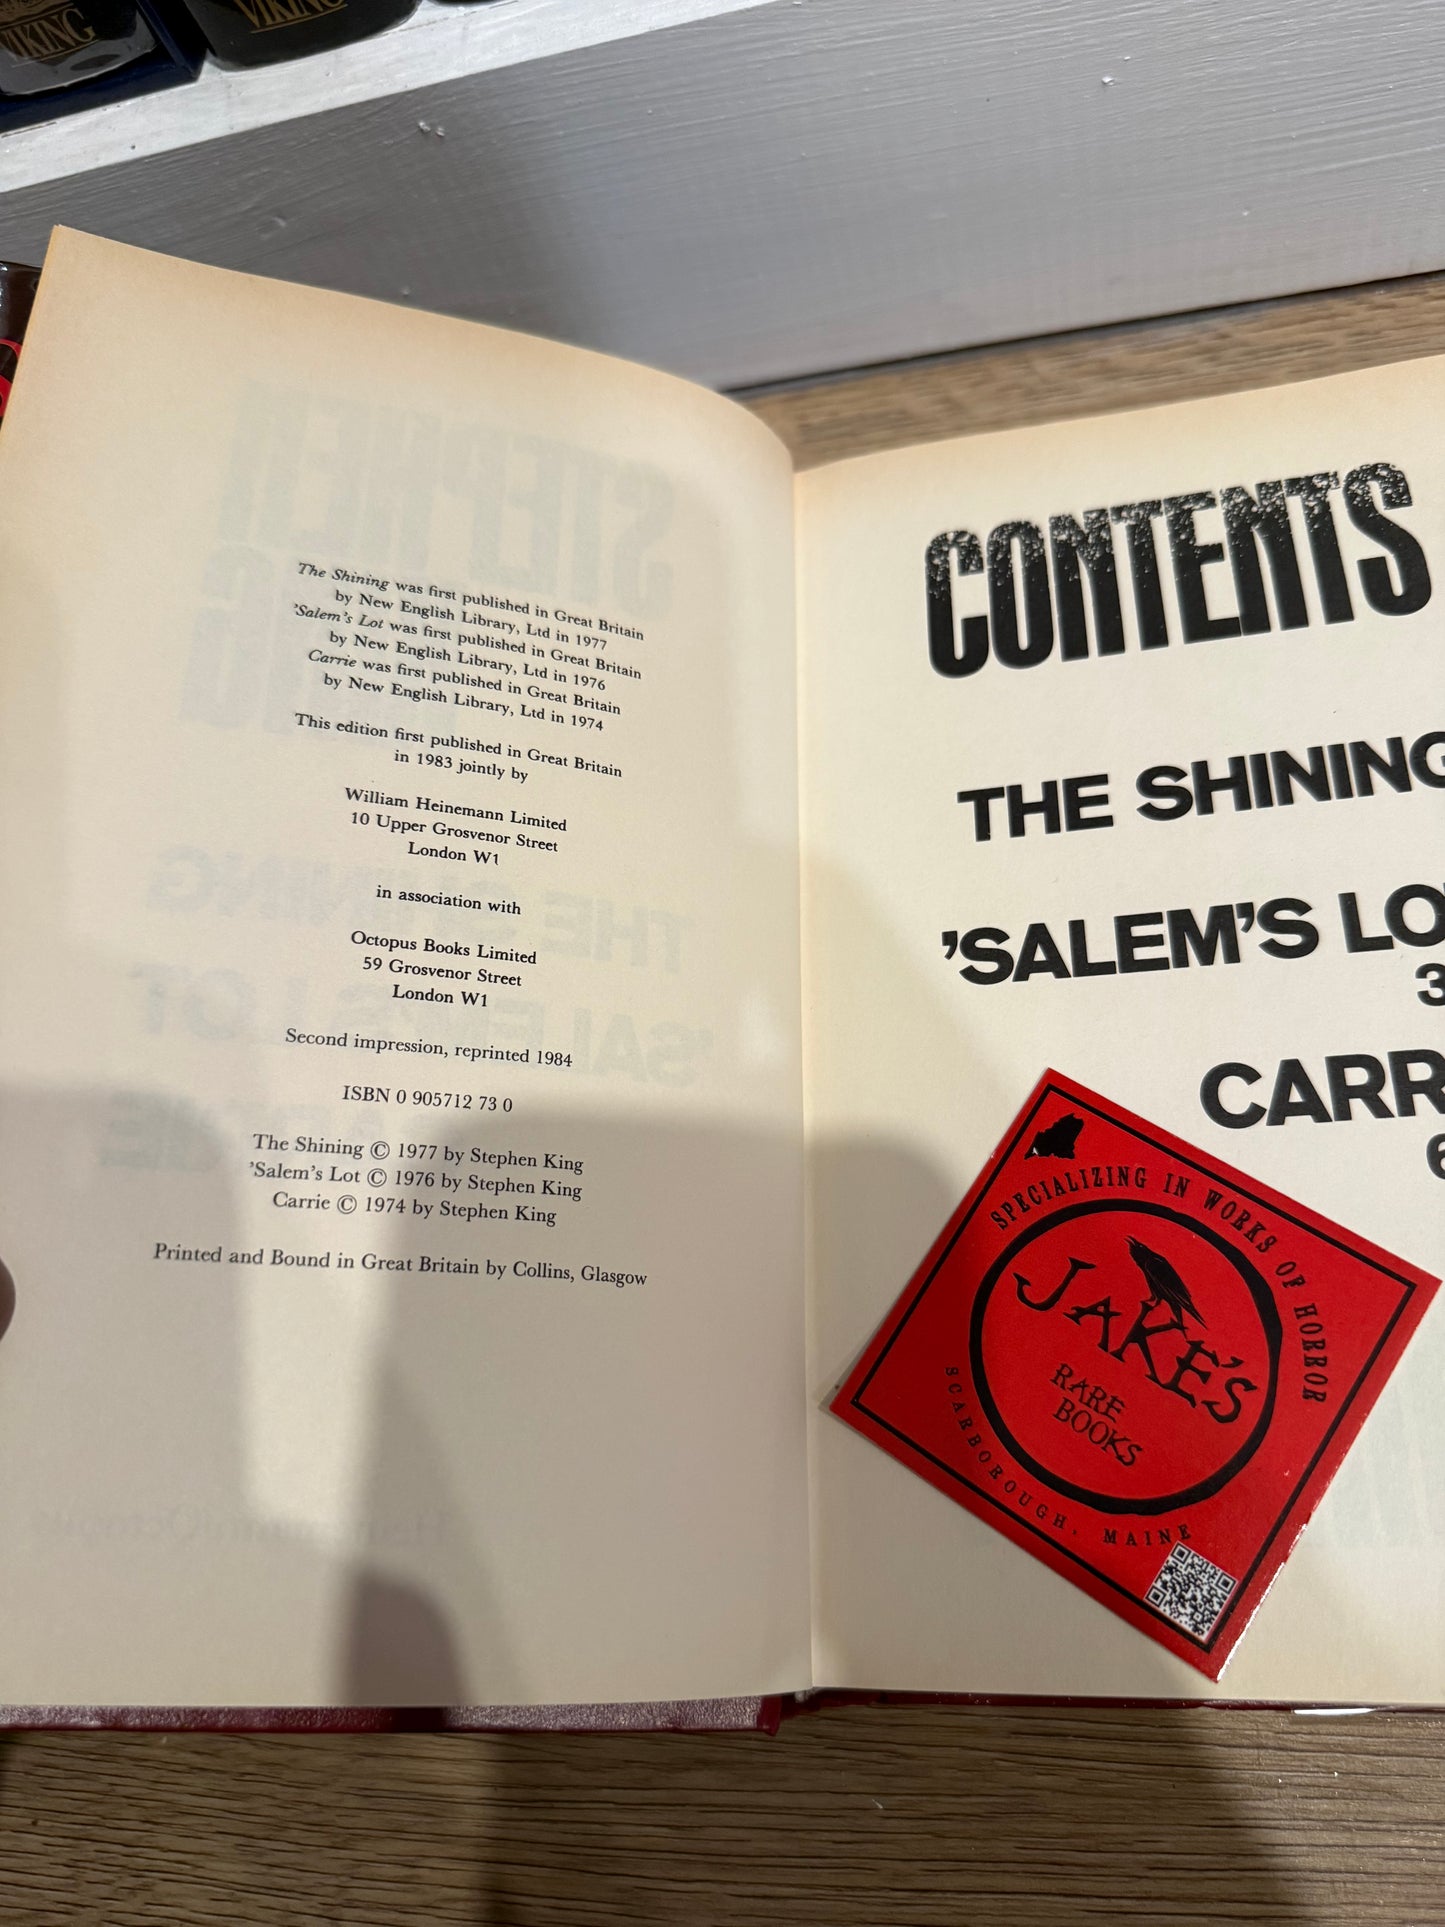 VIKING
VIKING
The Shining was first published in Great Britain
by New English Library, Ltd in 1977
'Salem's Lot was first published in Great Britain
by New English Library, Ltd in 1976
Carrie was first published in Great Britain
by New English Library, Ltd in 1974
This edition first published in Great Britain
in 1983 jointly by
William Heinemann Limited
10 Upper Grosvenor Street
London W1
in association with
Octopus Books Limited
59 Grosvenor Street
London W1
Second impression, reprinted 1984
ISBN 0 905712 73 0
The Shining © 1977 by Stephen King
'Salem's Lot © 1976 by Stephen King
Carrie © 1974 by Stephen King
Printed and Bound in Great Britain by Collins, Glasgow
CONTENTS
THE SHINING
'SALEM'S LO
3
CARR
6
SPECIALIZING IN WORKS OF HORROR
JAKE'S
RARE
BOOKS
SCARBOROUGH, MAINE